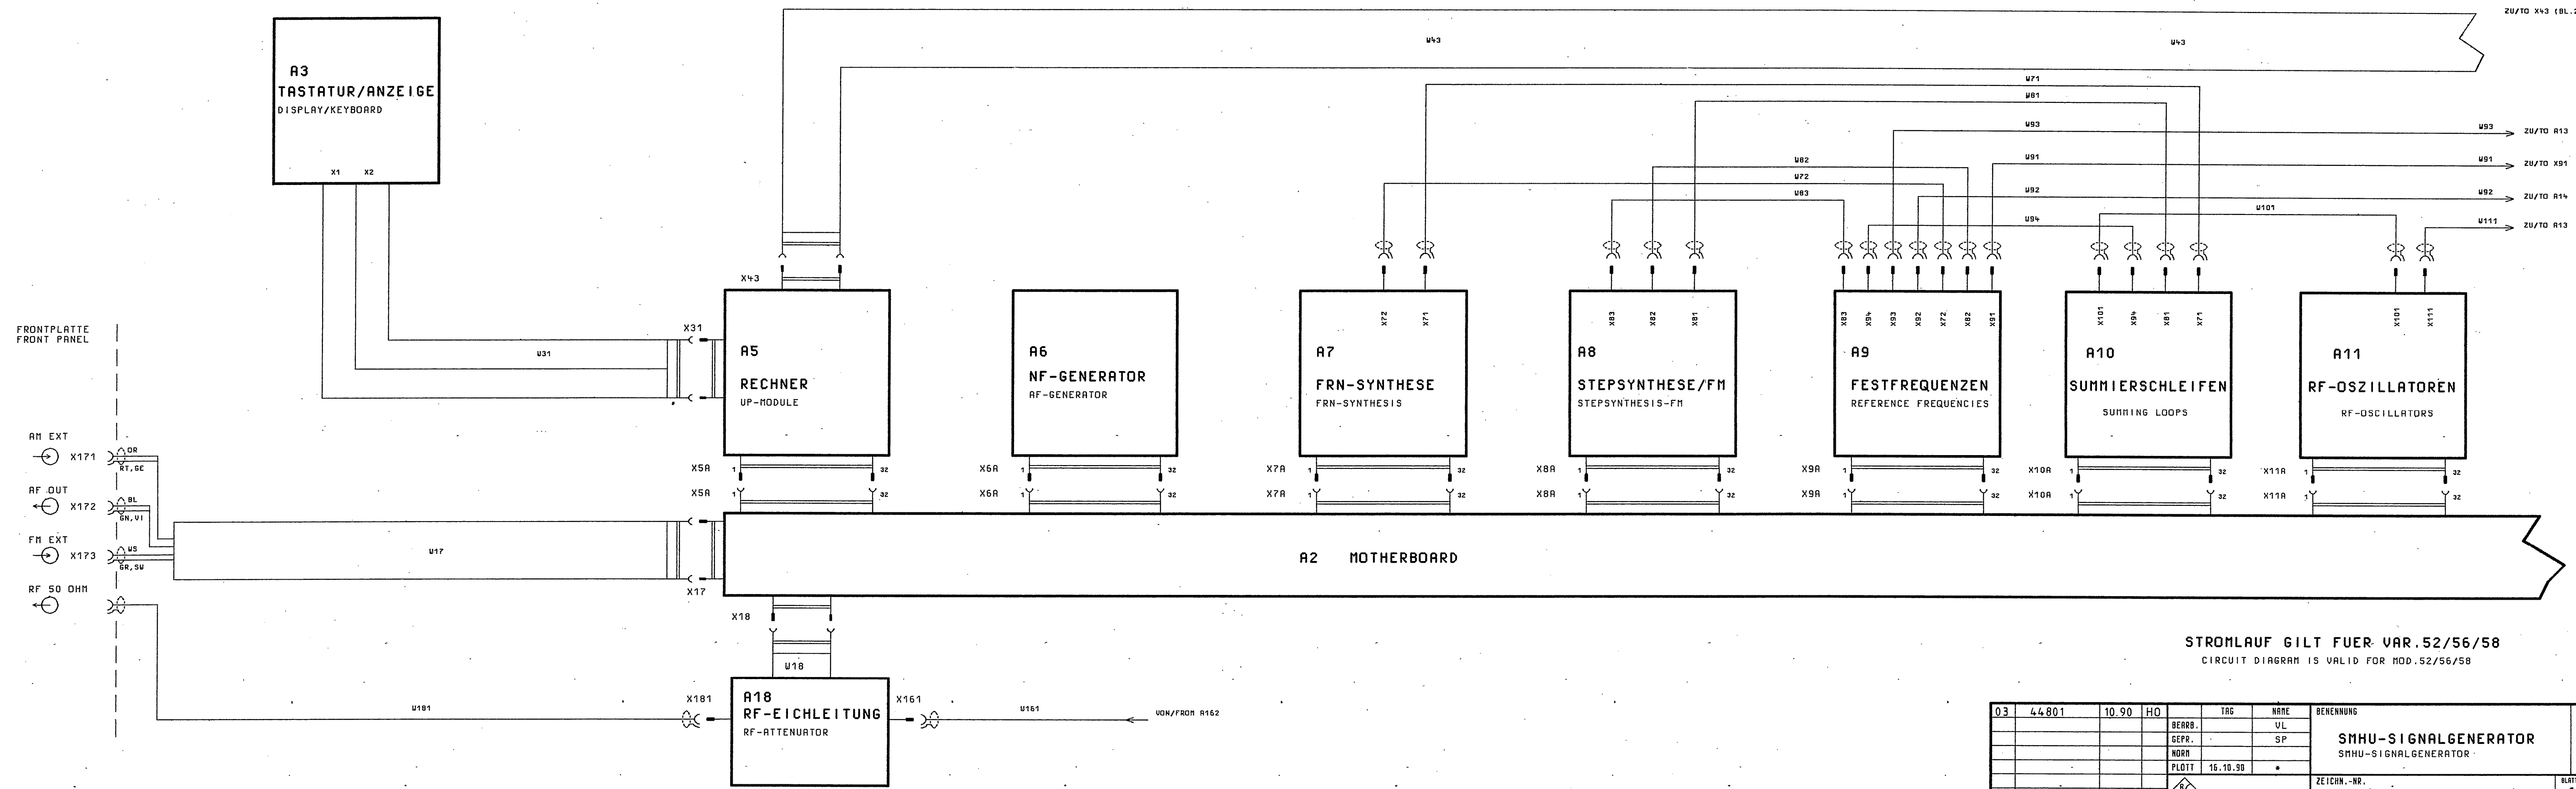 ZU/TO X43 (BL.2
W43
W43
A3
TASTATUR/ANZEIGE
DISPLAY/KEYBOARD
X1
X2
W71
W81
W93
W93
ZU/TO A13
W82
W91
W91
ZU/TO X91
W72
W83
W92
W92
ZU/TO A14
W94
W101
W111
ZU/TO A13
X43
FRONTPLATTE
FRONT PANEL
X31
W31
A5
RECHNER
UP-MODULE
A6
NF-GENERATOR
AF-GENERATOR
X72
X71
A7
FRN-SYNTHESE
FRN-SYNTHESIS
X83
X82
X81
A8
STEPSYNTHESE/FM
STEPSYNTHESIS-FM
X83
X94
X93
X92
X72
X82
X91
A9
FESTFREQUENZEN
REFERENCE FREQUENCIES
X101
X94
X81
X71
A10
SUMMIERSCHLEIFEN
SUMMING LOOPS
X101
X111
A11
RF-OSZILLATOREN
RF-OSCILLATORS
X5A 1 32
X6A 1 32
X7A 1 32
X8A 1 32
X9A 1 32
X10A 1 32
X11A 1 32
X5A 1 32
X6A 1 32
X7A 1 32
X8A 1 32
X9A 1 32
X10A 1 32
X11A 1 32
AM EXT
X171
OR
RT,GE
AF OUT
X172
BL
GN,VI
FM EXT
X173
WS
GR,SW
RF 50 OHM
W17
X17
A2 MOTHERBOARD
X18
W18
X181
W181
A18
RF-EICHLEITUNG
RF-ATTENUATOR
X161
W161
VON/FROM A162
STROMLAUF GILT FUER VAR.52/56/58
CIRCUIT DIAGRAM IS VALID FOR MOD.52/56/58
03 44801 10.90 HO
TAG NAME
BEARB. VL
GEPR. SP
NORM
PLOTT 16.10.90
BENENNUNG
SMHU-SIGNALGENERATOR
SMHU-SIGNALGENERATOR
ZEICHN.-NR.